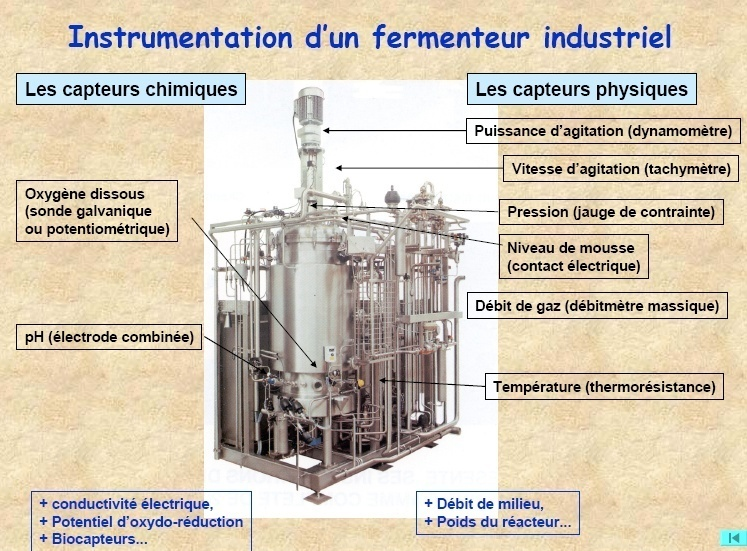 Instrumentation d'un fermenteur industriel
Les capteurs chimiques
Les capteurs physiques
Puissance d'agitation (dynamomètre)
Vitesse d'agitation (tachymètre)
Oxygène dissous
(sonde galvanique
ou potentiométrique)
Pression (jauge de contrainte)
Niveau de mousse
(contact électrique)
Débit de gaz (débitmètre massique)
pH (électrode combinée)
Température (thermorésistance)
+ conductivité électrique,
+ Potentiel d'oxydo-réduction
+ Biocapteurs...
+ Débit de milieu,
+ Poids du réacteur...